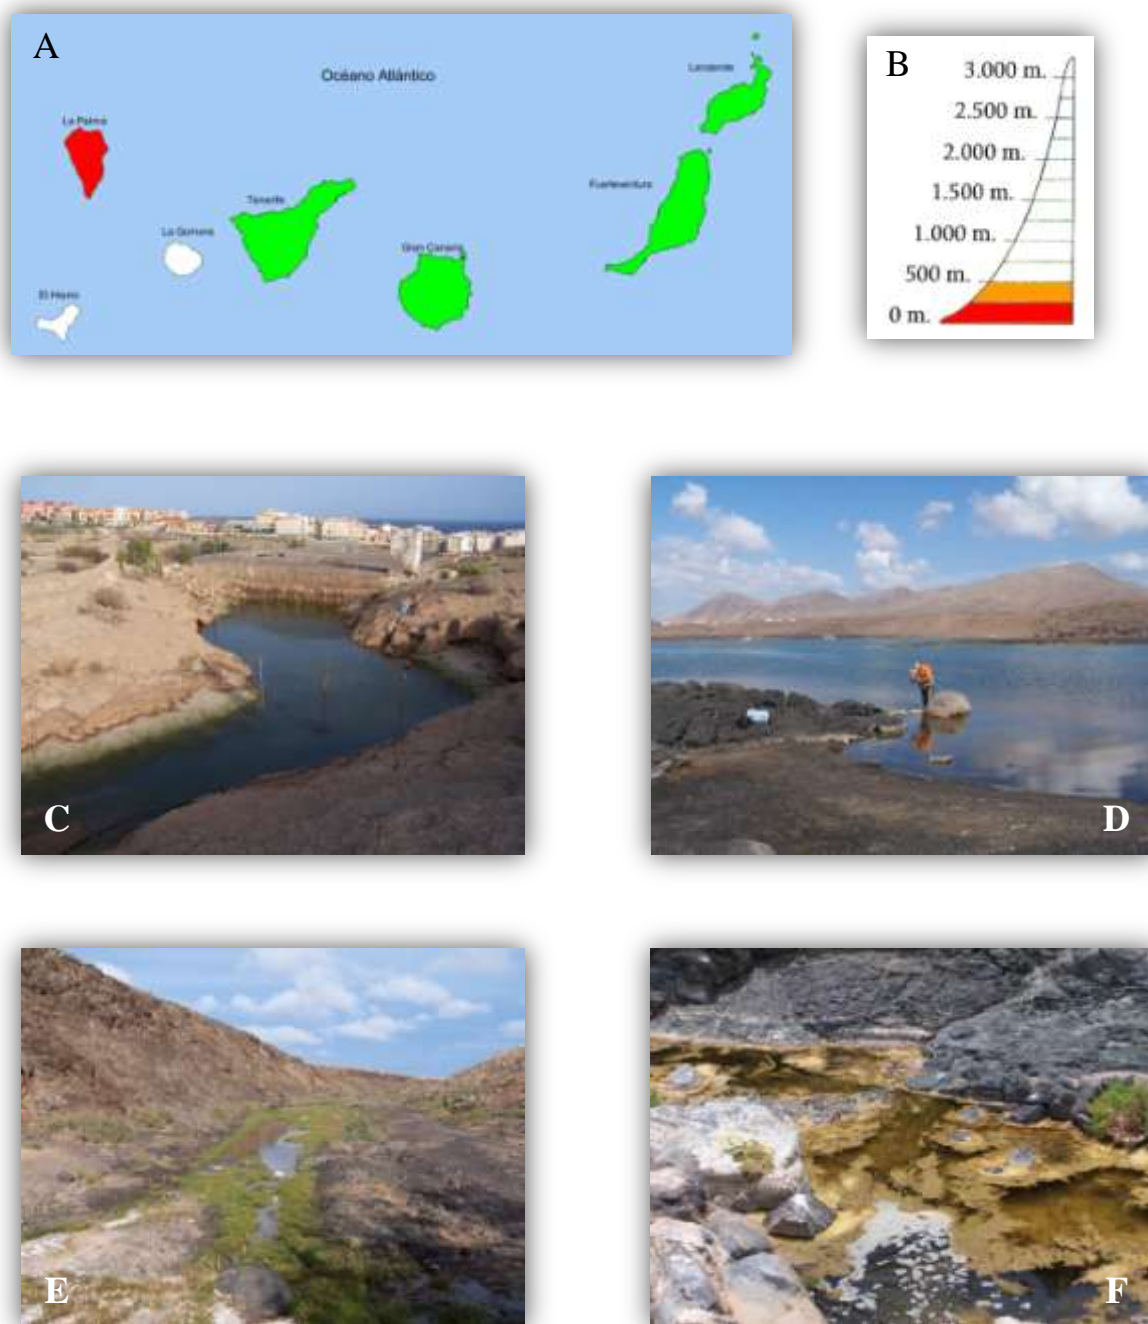 A
Océano Atlántico
Lanzarote
La Palma
Fuerteventura
Tenerife
La Gomera
Gran Canaria
El Hierro
B
3.000 m.
2.500 m.
2.000 m.
1.500 m.
1.000 m.
500 m.
0 m.
C
D
E
F